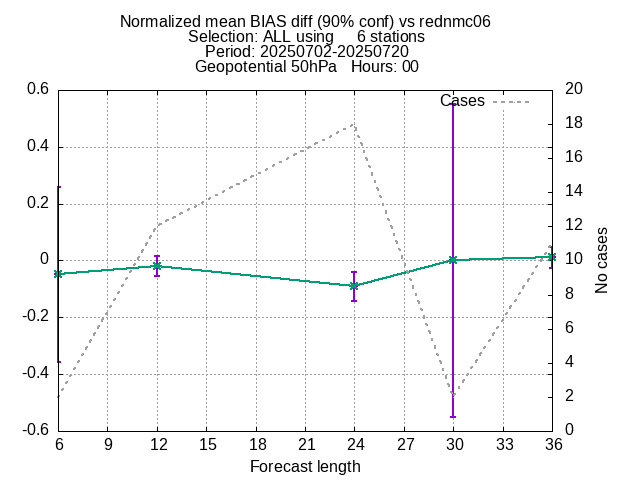 Normalized mean BIAS diff (90% conf) vs rednmc06
Selection: ALL using     6 stations
Period: 20250702-20250720
Geopotential 50hPa   Hours: 00
Cases
0.6
0.4
0.2
0
-0.2
-0.4
-0.6
20
18
16
14
12
10
8
6
4
2
0
No cases
6 9 12 15 18 21 24 27 30 33 36
Forecast length